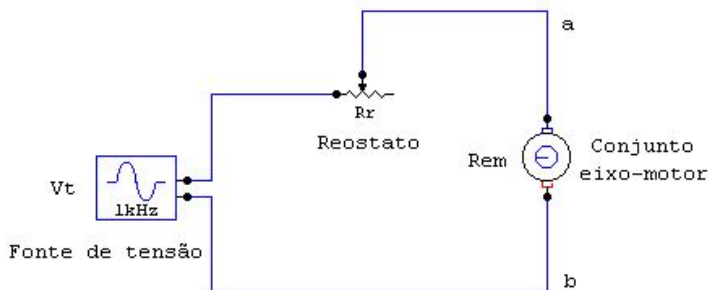 a
Rr
Reostato
Rem
Conjunto
eixo-motor
Vt
1kHz
Fonte de tensão
b